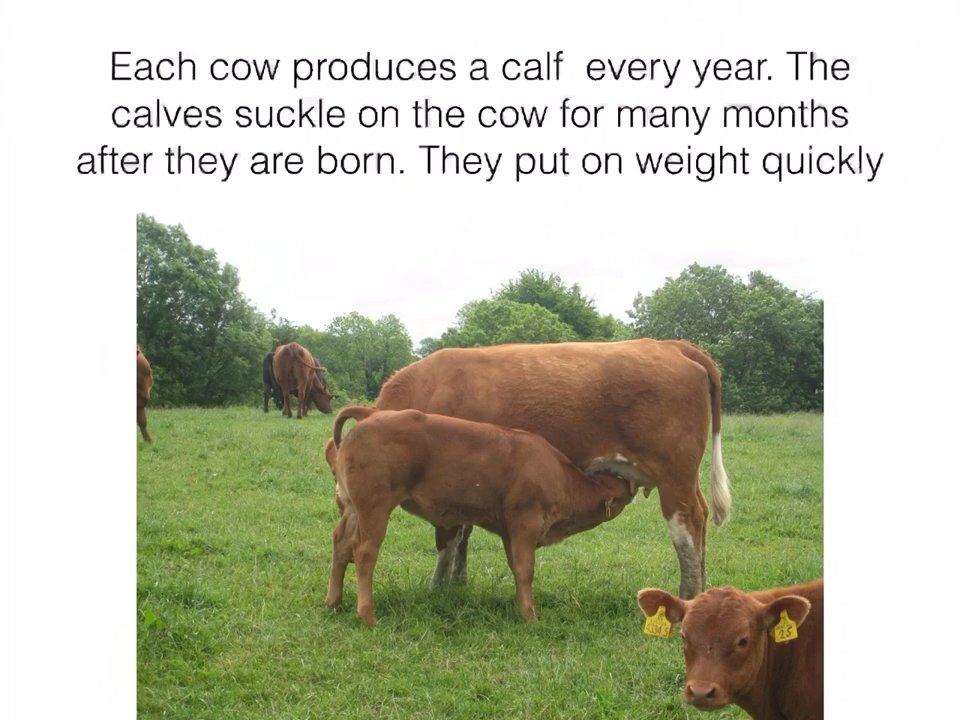 Each cow produces a calf  every year. The
calves suckle on the cow for many months
after they are born. They put on weight quickly
25